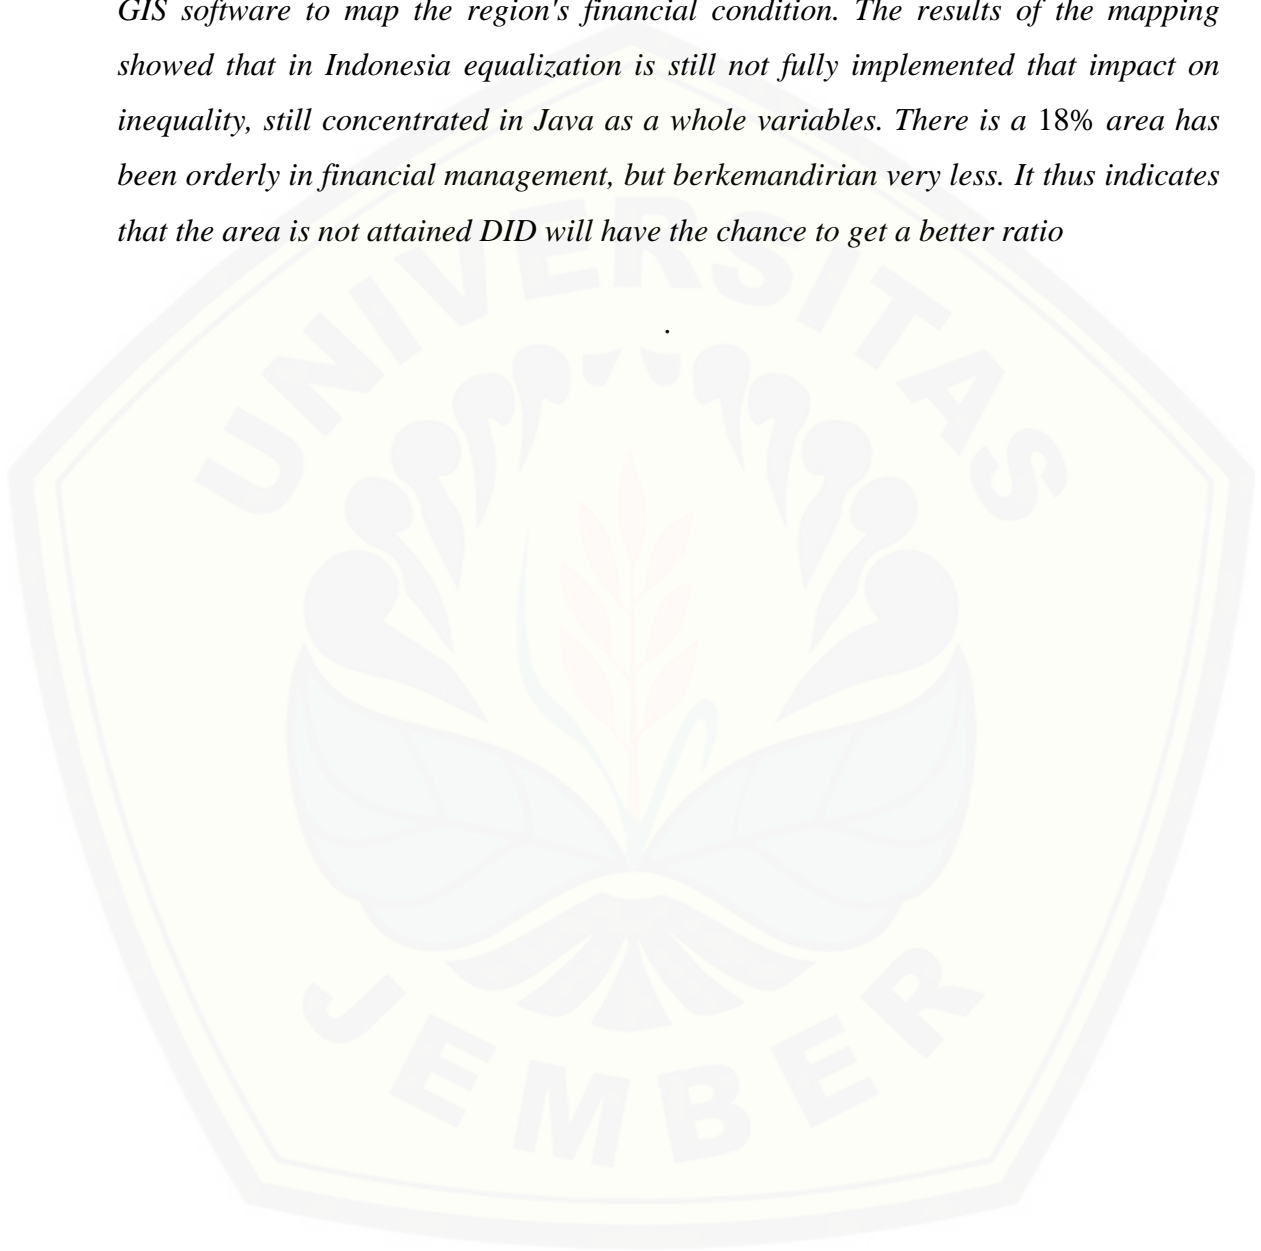 GIS software to map the region's financial condition. The results of the mapping
showed that in Indonesia equalization is still not fully implemented that impact on
inequality, still concentrated in Java as a whole variables. There is a 18% area has
been orderly in financial management, but berkemandirian very less. It thus indicates
that the area is not attained DID will have the chance to get a better ratio
.
UNIVERSITAS
JEMBER